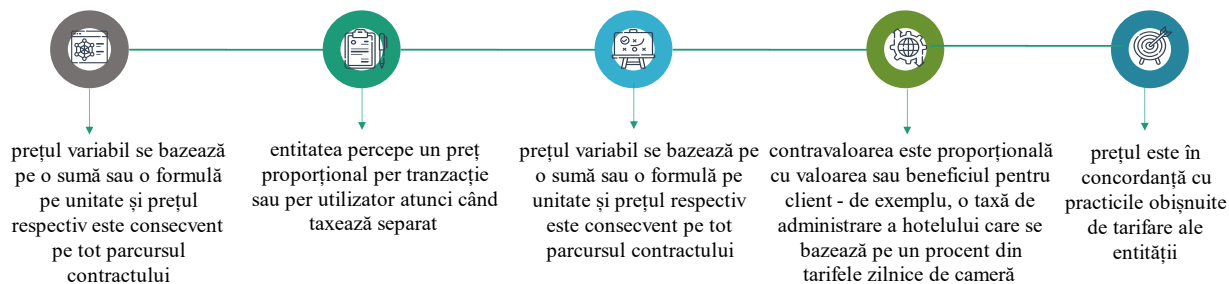 prețul variabil se bazează
pe o sumă sau o formulă
pe unitate și prețul
respectiv este consecvent
pe tot parcursul
contractului
entitatea percepe un preț
proporțional per tranzacție
sau per utilizator atunci când
taxează separat
prețul variabil se bazează pe
o sumă sau o formulă pe
unitate și prețul respectiv
este consecvent pe tot
parcursul contractului
contravaloarea este proporțională
cu valoarea sau beneficiul pentru
client - de exemplu, o taxă de
administrare a hotelului care se
bazează pe un procent din
tarifele zilnice de cameră
prețul este în
concordanță cu
practicile obișnuite
de tarifare ale
entității